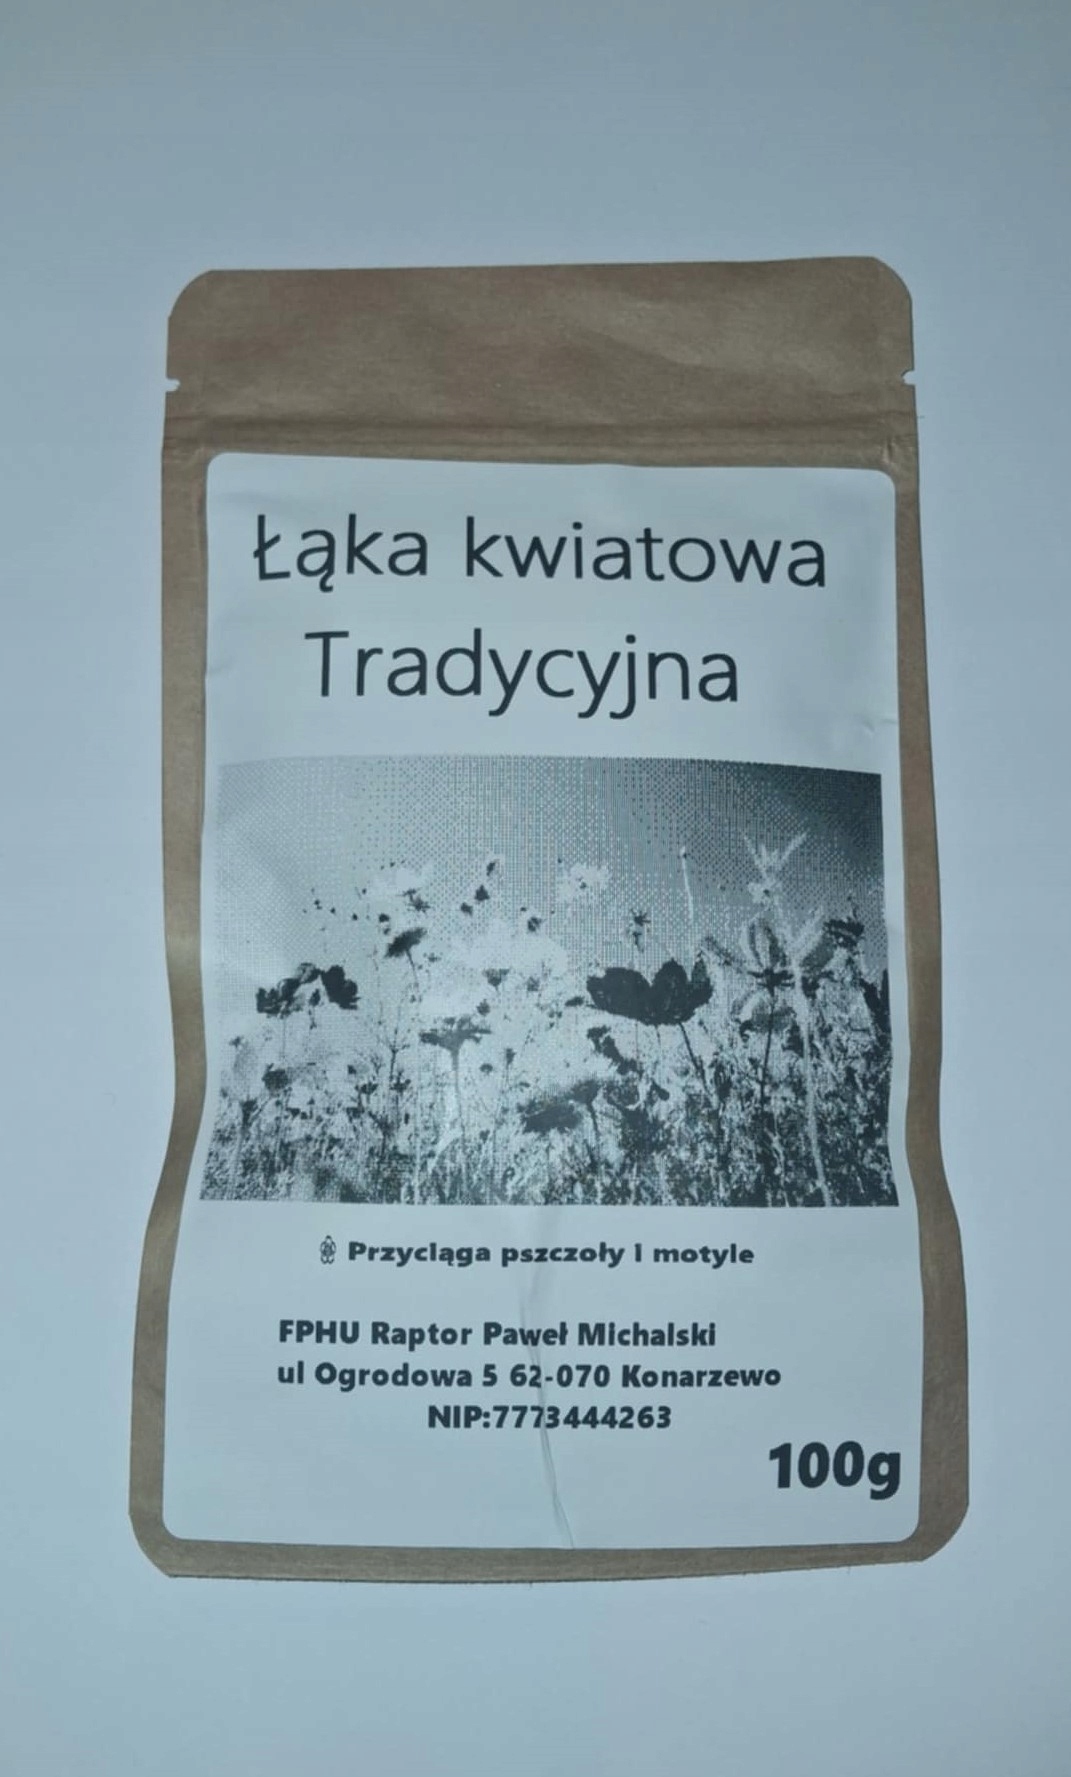 Łąka kwiatowa
Tradycyjna
Przyciąga pszczoły i motyle
FPHU Raptor Paweł Michalski
ul Ogrodowa 5 62-070 Konarzewo
NIP:7773444263
100g